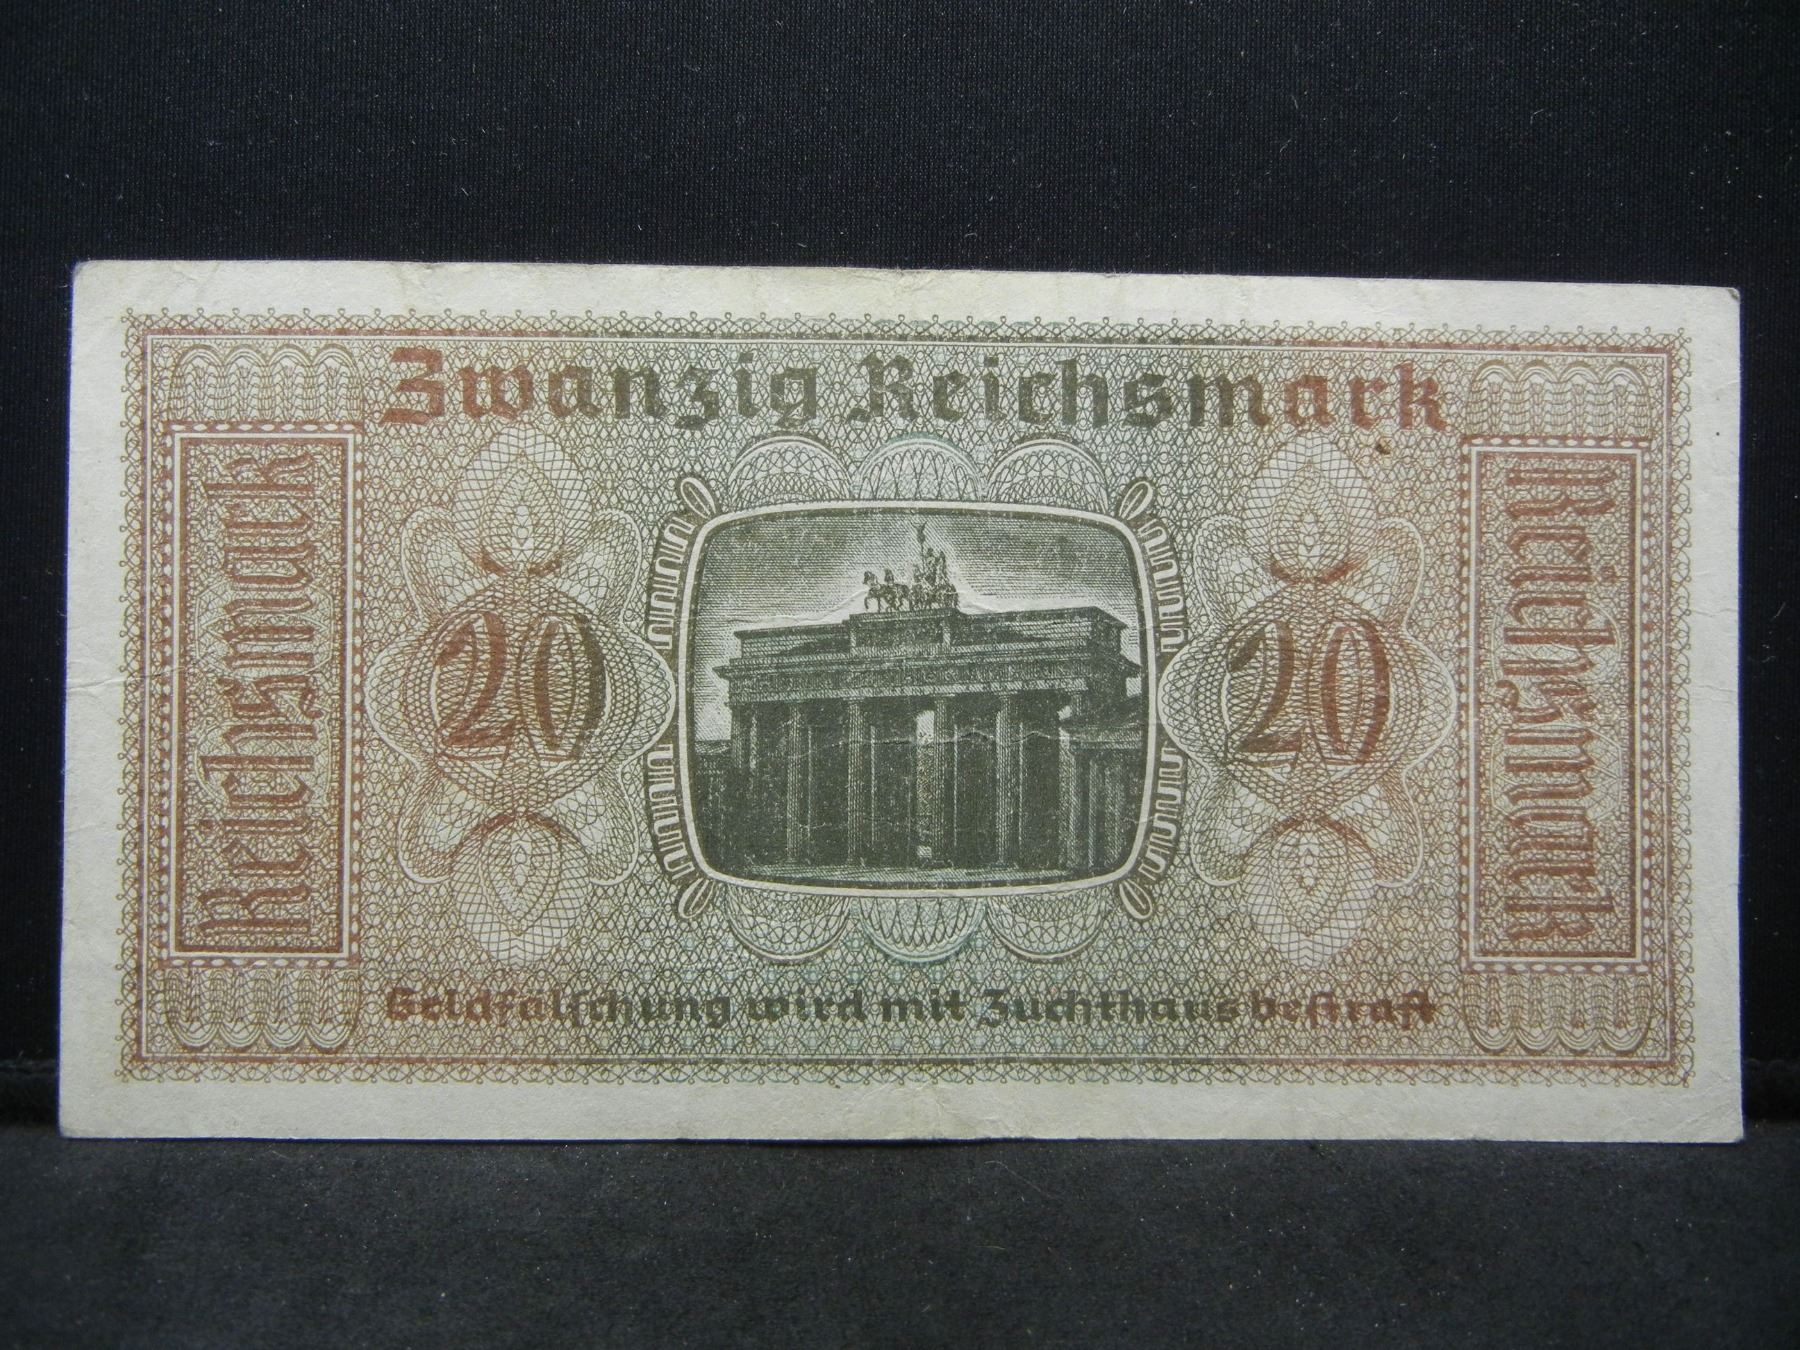 Zwanzig Reichsmark
Reichsmark
20
20
Reichsmark
Geldfälschung wird mit Zuchthaus bestraft